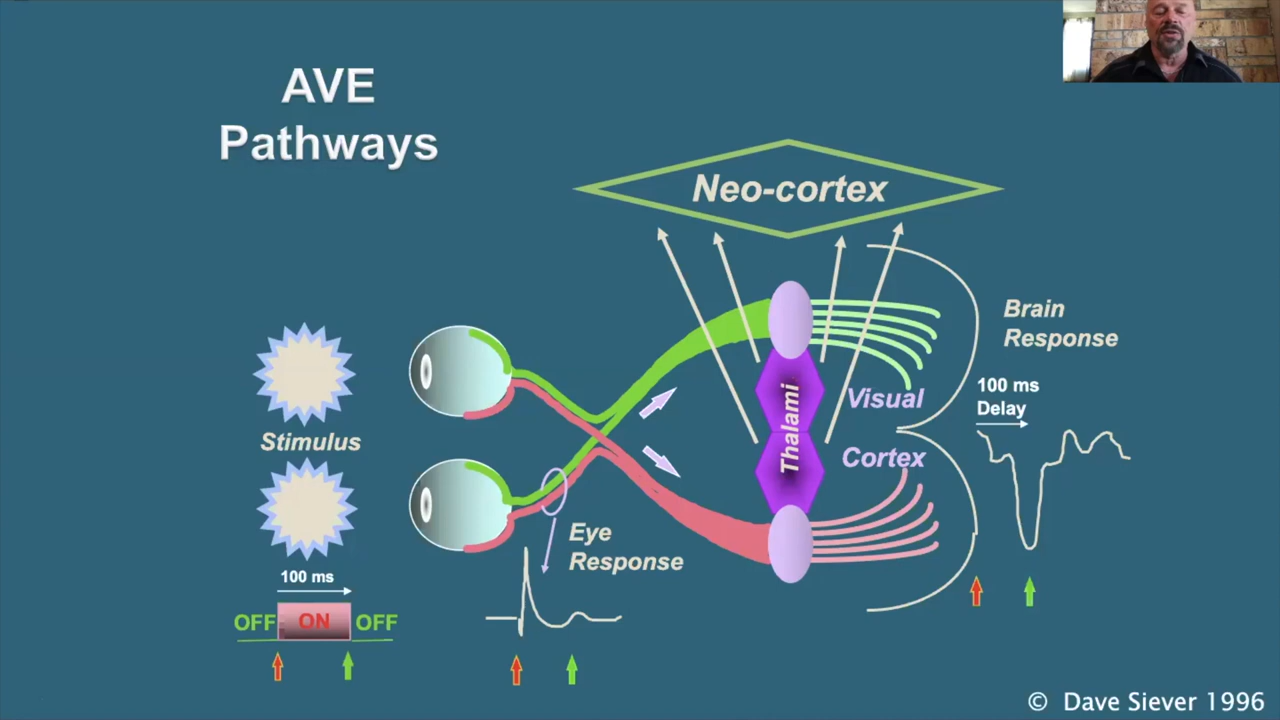 AVE
Pathways
Neo-cortex
Brain
Response
100 ms
Delay
Visual
Thalami
Cortex
Stimulus
Eye
Response
100 ms
OFF ON OFF
© Dave Siever 1996